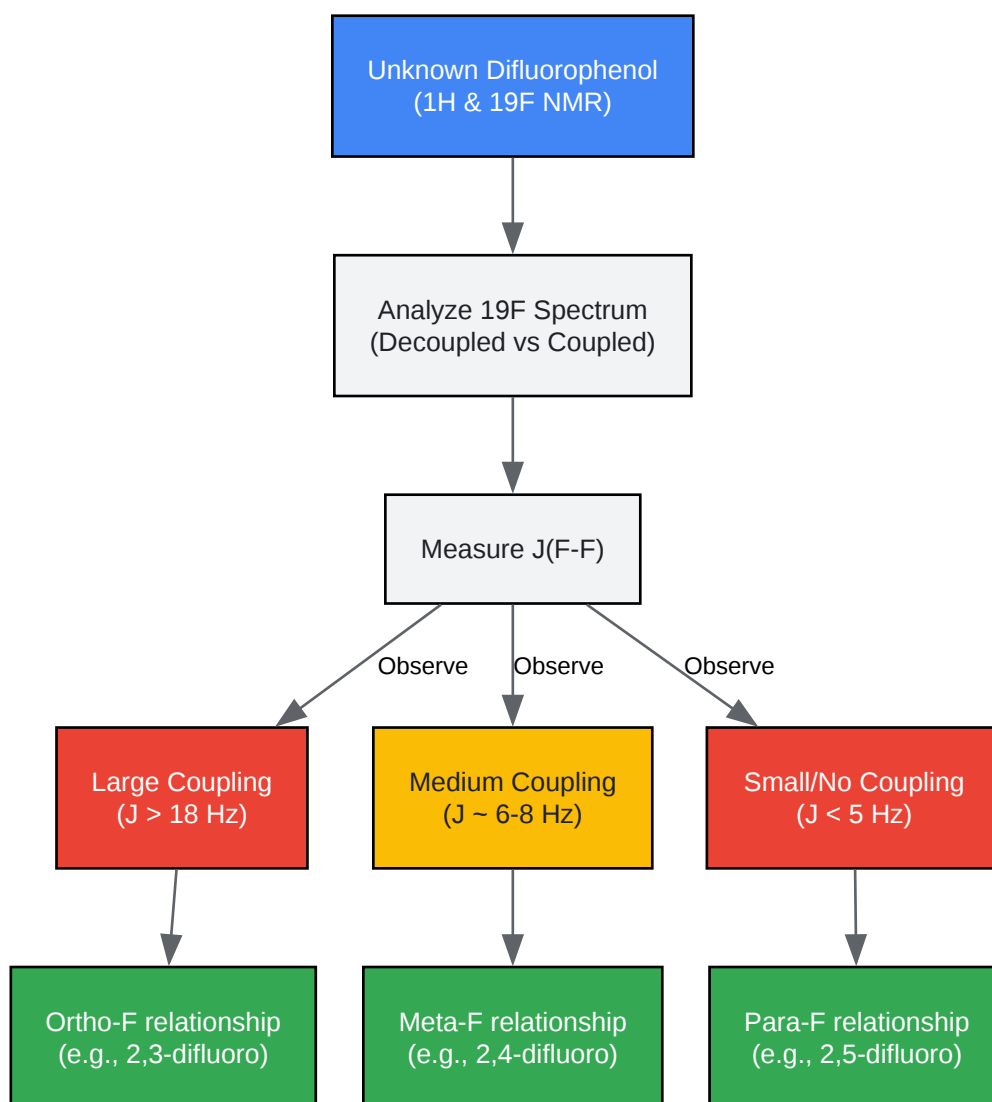 Unknown Difluorophenol
(1H & 19F NMR)
Analyze 19F Spectrum
(Decoupled vs Coupled)
Measure J(F-F)
Observe
Observe
Observe
Large Coupling
(J > 18 Hz)
Medium Coupling
(J ~ 6-8 Hz)
Small/No Coupling
(J < 5 Hz)
Ortho-F relationship
(e.g., 2,3-difluoro)
Meta-F relationship
(e.g., 2,4-difluoro)
Para-F relationship
(e.g., 2,5-difluoro)